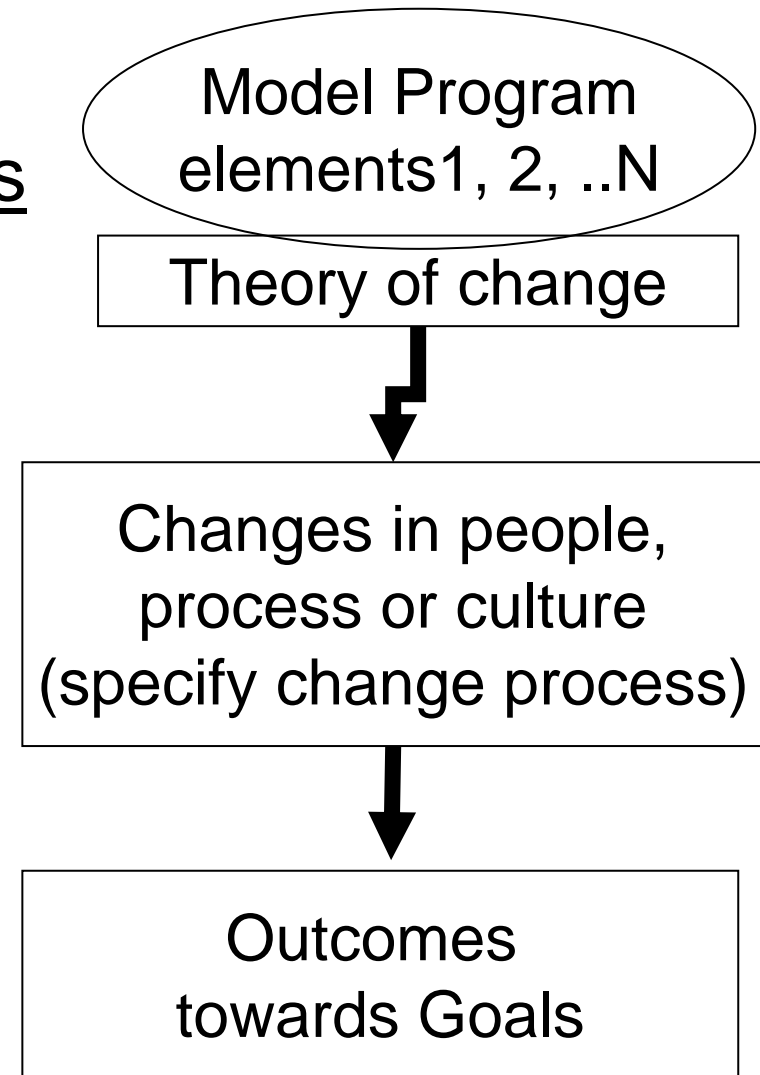 Model Program
s
elements1, 2, ..N
Theory of change
Changes in people,
process or culture
(specify change process)
Outcomes
towards Goals